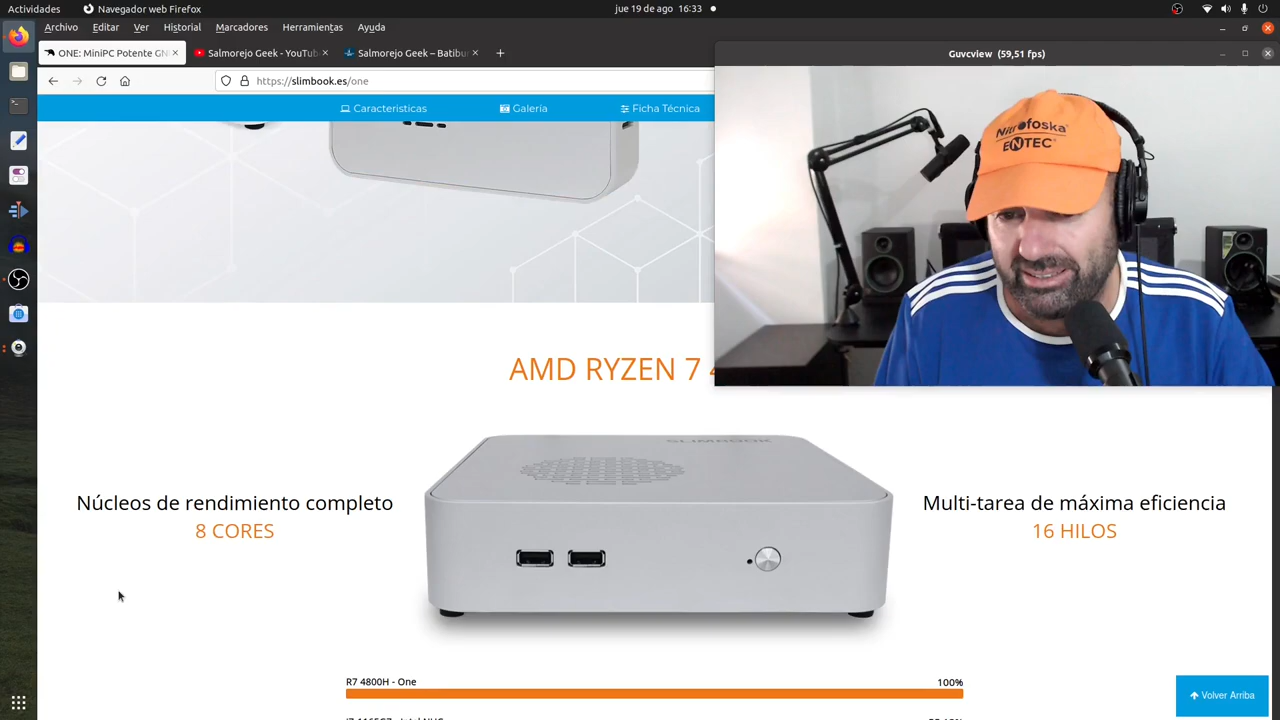 Actividades
Navegador web Firefox
jue 19 de ago 16:33
Archivo Editar Ver Historial Marcadores Herramientas Ayuda
ONE: MiniPC Potente GN
Salmorejo Geek - YouTub
Salmorejo Geek – Batibur
https://slimbook.es/one
Guvcview (59,51 fps)
Caracteristicas
Galería
Ficha Técnica
Nitrofoska
ENTEC
AMD RYZEN 7 4
SLIMBOOK
Núcleos de rendimiento completo
8 CORES
Multi-tarea de máxima eficiencia
16 HILOS
R7 4800H - One
100%
Volver Arriba